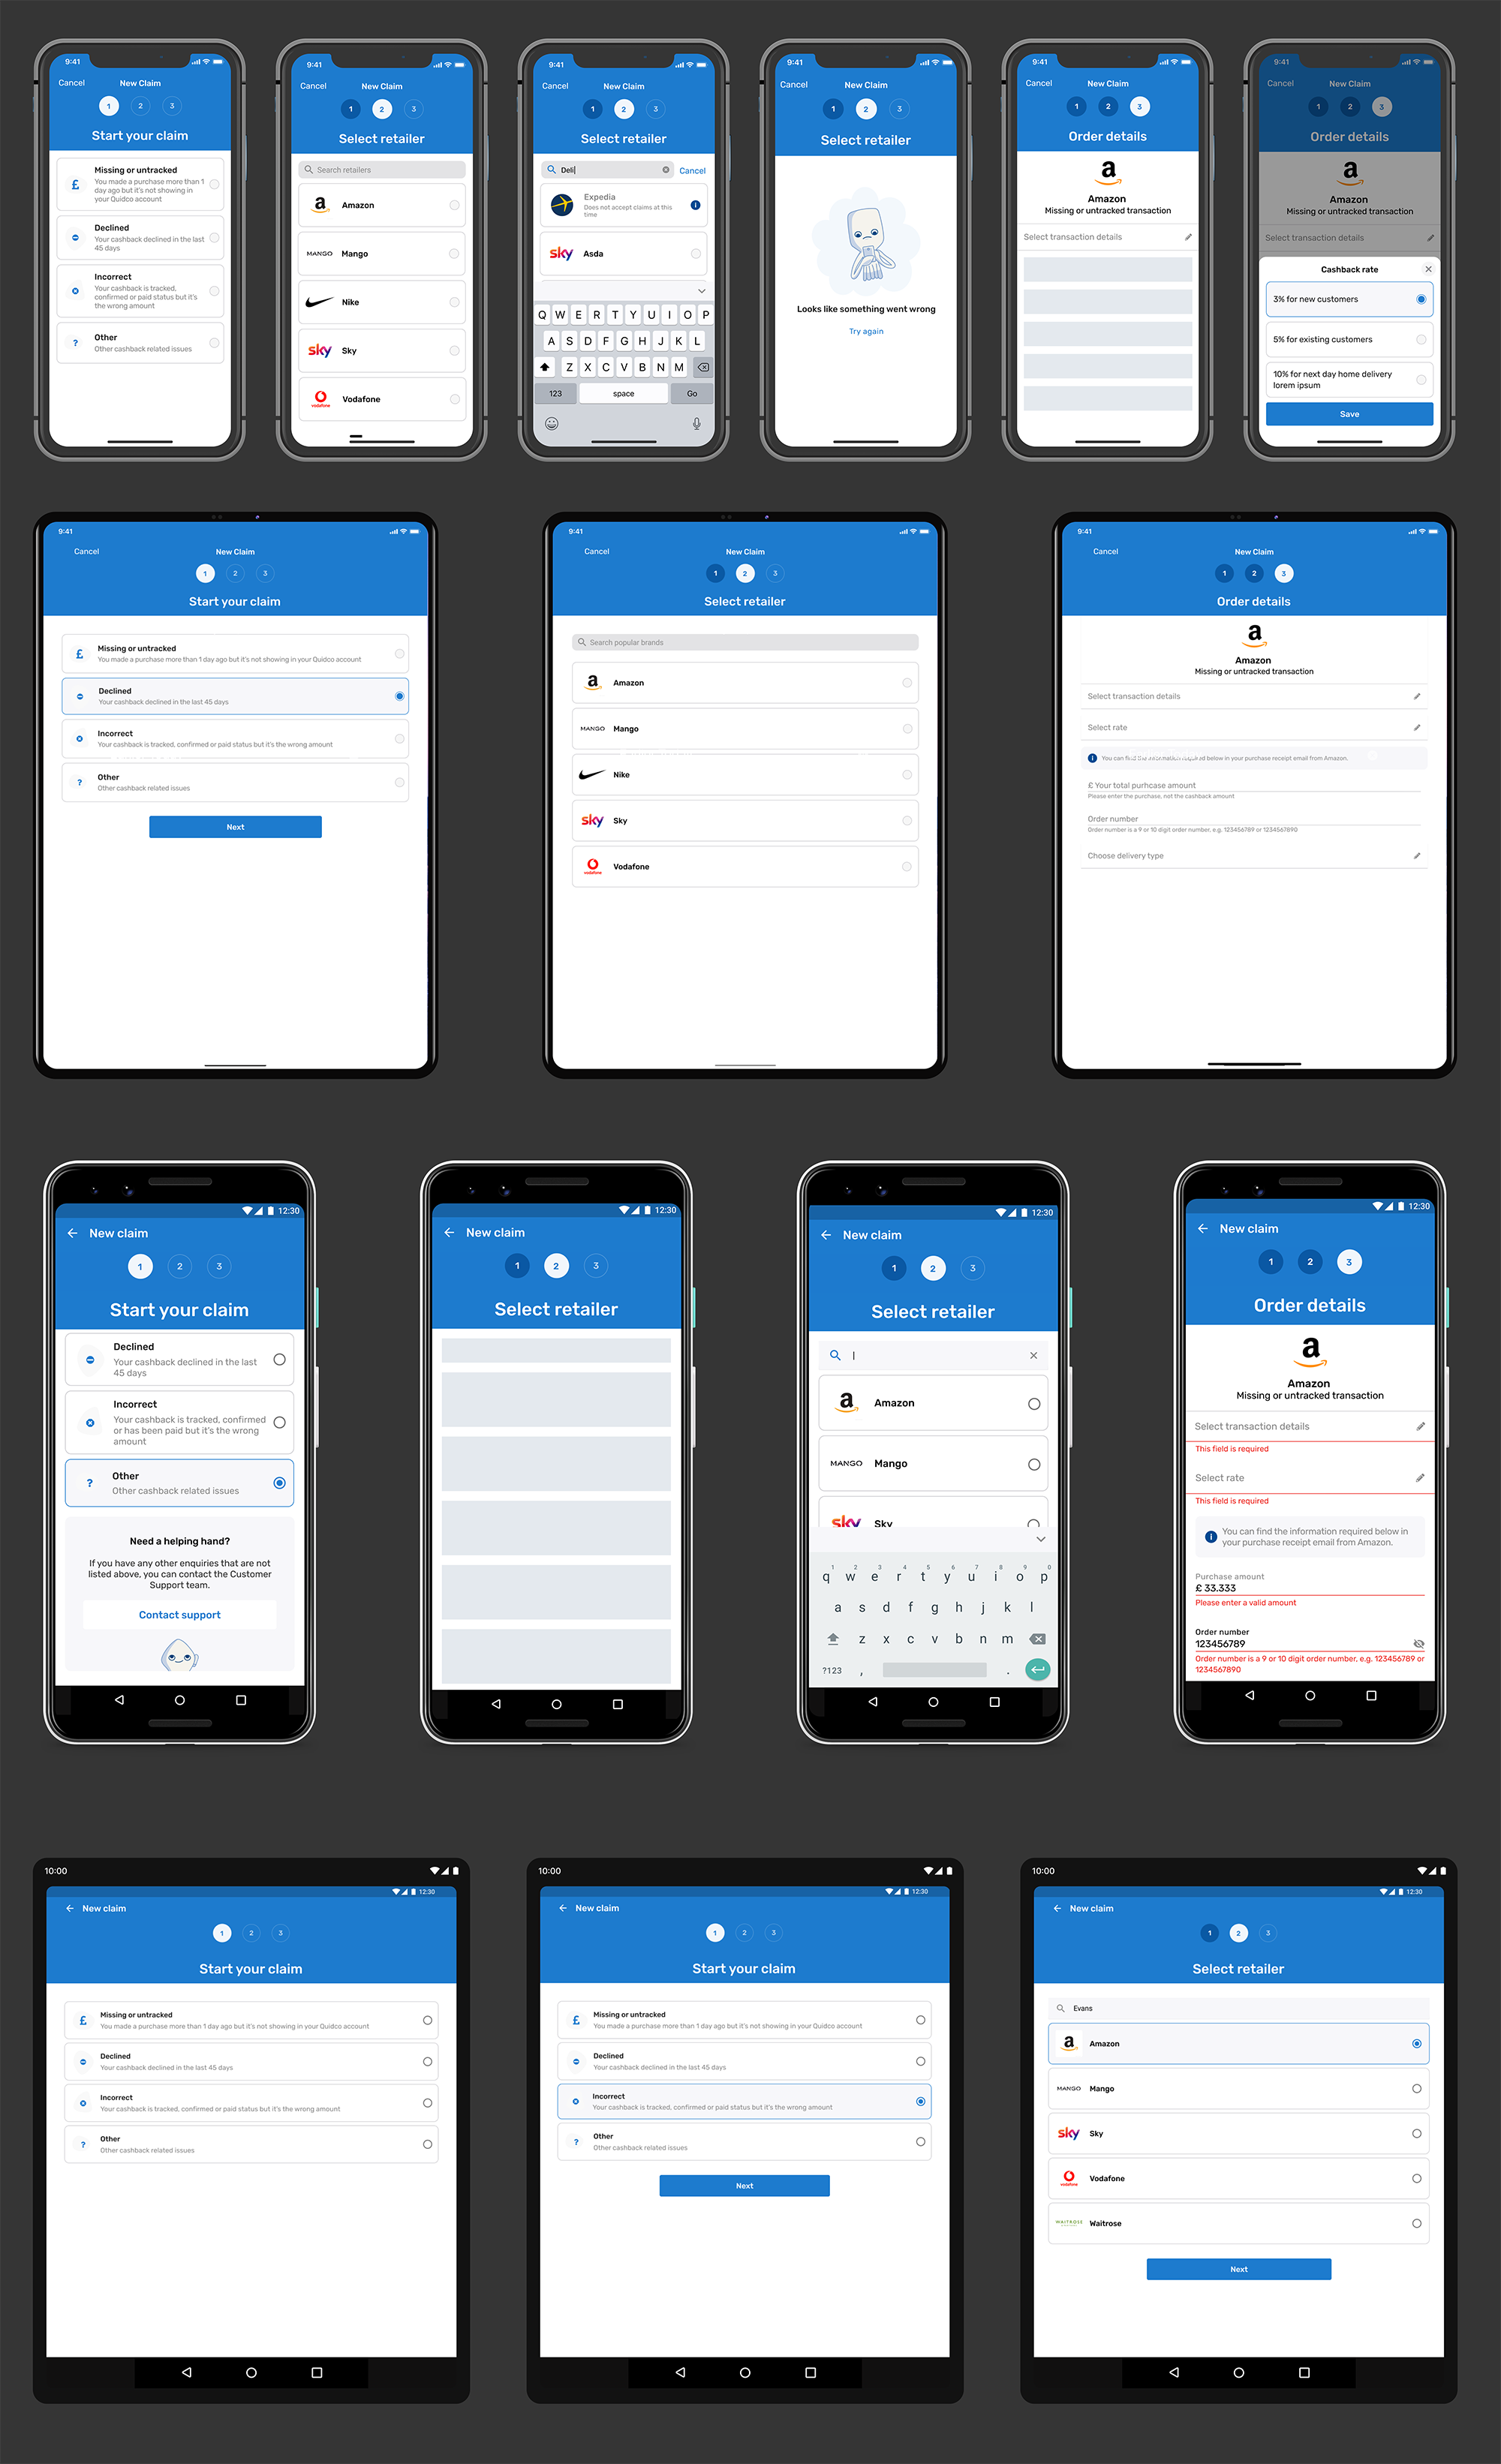 9:41
Cancel
New Claim
1 2 3
Start your claim
Missing or untracked
You made a purchase more than 1
day ago but it's not showing in
your Quidco account
Declined
Your cashback declined in the last
45 days
Incorrect
Your cashback is tracked,
confirmed or paid status but it's
the wrong amount
Other
Other cashback related issues
9:41
Cancel
New Claim
1 2 3
Select retailer
Search retailers
a Amazon
MANGO Mango
Nike
sky Sky
vodafone Vodafone
9:41
Cancel
New Claim
1 2 3
Select retailer
Deli
Cancel
Expedia
Does not accept claims at this
time
sky Asda
Q W E R T Y U I O P
A S D F G H J K L
Z X C V B N M
123 space Go
9:41
Cancel
New Claim
1 2 3
Select retailer
Looks like something went wrong
Try again
9:41
Cancel
New Claim
1 2 3
Order details
a
Amazon
Missing or untracked transaction
Select transaction details
9:41
Cancel
New Claim
1 2 3
Order details
a
Amazon
Missing or untracked transaction
Select transaction details
Cashback rate
3% for new customers
5% for existing customers
10% for next day home delivery
lorem ipsum
Save
9:41
Cancel
New Claim
1 2 3
Start your claim
£ Missing or untracked
You made a purchase more than 1 day ago but it's not showing in your Quidco account
Declined
Your cashback declined in the last 45 days
Incorrect
Your cashback is tracked, confirmed or paid status but it's the wrong amount
? Other
Other cashback related issues
Next
9:41
Cancel
New Claim
1 2 3
Select retailer
Search popular brands
a Amazon
MANGO Mango
Nike
sky Sky
vodafone Vodafone
9:41
Cancel
New Claim
1 2 3
Order details
a
Amazon
Missing or untracked transaction
Select transaction details
Select rate
You can find the information required below in your purchase receipt email from Amazon.
£ Your total purhcase amount
Please enter the purchase, not the cashback amount
Order number
Order number is a 9 or 10 digit order number, e.g. 123456789 or 1234567890
Choose delivery type
12:30
New claim
1 2 3
Start your claim
Declined
Your cashback declined in the last
45 days
Incorrect
Your cashback is tracked, confirmed
or has been paid but it's the wrong
amount
? Other
Other cashback related issues
Need a helping hand?
If you have any other enquiries that are not
listed above, you can contact the Customer
Support team.
Contact support
12:30
New claim
1 2 3
Select retailer
12:30
New claim
1 2 3
Select retailer
a Amazon
MANGO Mango
sky Sky
1 2 3 4 5 6 7 8 9 0
q w e r t y u i o p
a s d f g h j k l
z x c v b n m
?123 , .
12:30
New claim
1 2 3
Order details
a
Amazon
Missing or untracked transaction
Select transaction details
This field is required
Select rate
This field is required
You can find the information required below in
your purchase receipt email from Amazon.
Purchase amount
£ 33.333
Please enter a valid amount
Order number
123456789
Order number is a 9 or 10 digit order number, e.g. 123456789 or
1234567890
10:00
12:30
New claim
1 2 3
Start your claim
£ Missing or untracked
You made a purchase more than 1 day ago but it's not showing in your Quidco account
Declined
Your cashback declined in the last 45 days
Incorrect
Your cashback is tracked, confirmed or paid status but it's the wrong amount
? Other
Other cashback related issues
10:00
12:30
New claim
1 2 3
Start your claim
£ Missing or untracked
You made a purchase more than 1 day ago but it's not showing in your Quidco account
Declined
Your cashback declined in the last 45 days
Incorrect
Your cashback is tracked, confirmed or paid status but it's the wrong amount
? Other
Other cashback related issues
Next
10:00
12:30
New claim
1 2 3
Select retailer
Evans
a Amazon
MANGO Mango
sky Sky
vodafone Vodafone
WAITROSE Waitrose
Next